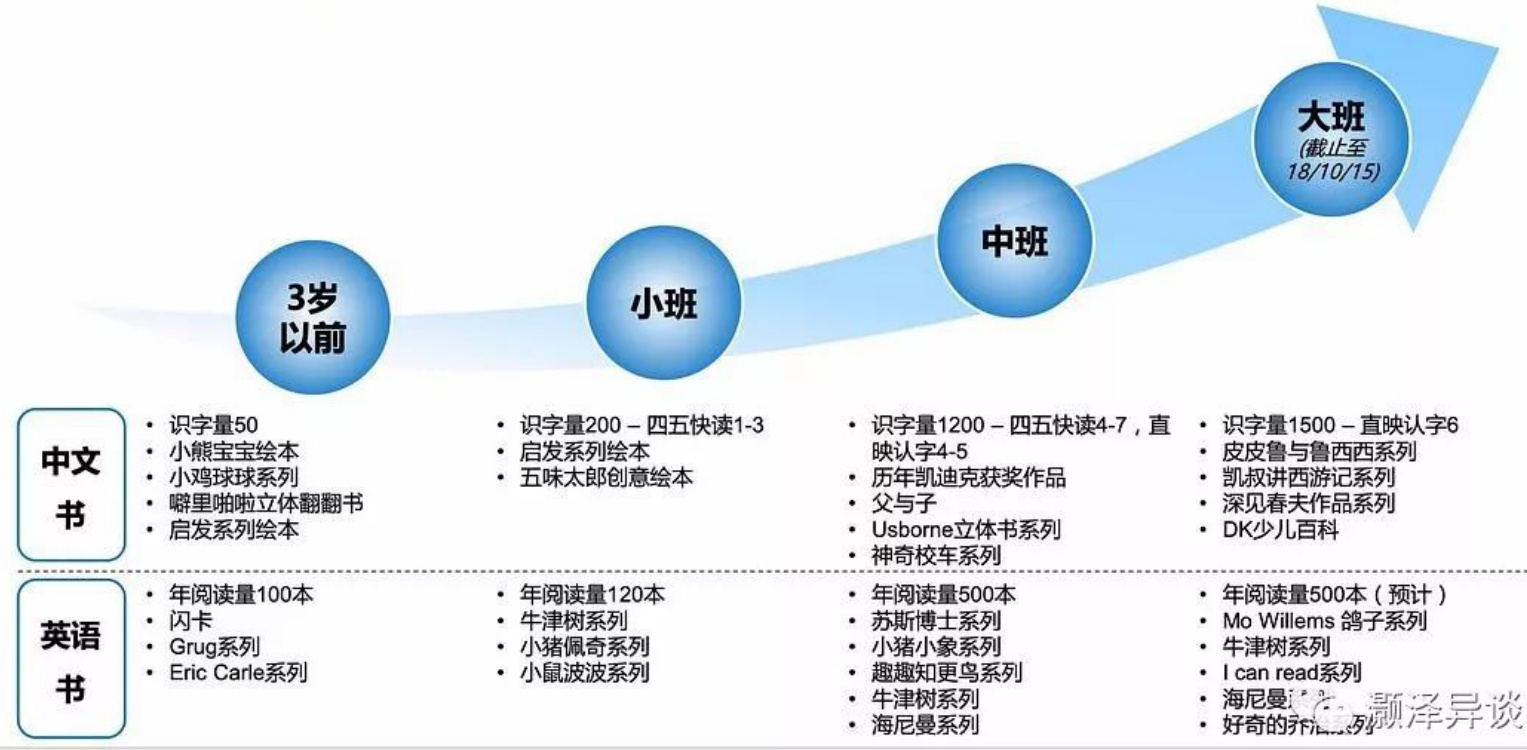 大班
(截止至
18/10/15)
中班
小班
3岁
以前
中文
书
• 识字量50
• 小熊宝宝绘本
• 小鸡球球系列
• 噼里啪啦立体翻翻书
• 启发系列绘本
• 识字量200 – 四五快读1-3
• 启发系列绘本
• 五味太郎创意绘本
• 识字量1200 – 四五快读4-7，直
映认字4-5
• 历年凯迪克获奖作品
• 父与子
• Usborne立体书系列
• 神奇校车系列
• 识字量1500 – 直映认字6
• 皮皮鲁与鲁西西系列
• 凯叔讲西游记系列
• 深见春夫作品系列
• DK少儿百科
英语
书
• 年阅读量100本
• 闪卡
• Grug系列
• Eric Carle系列
• 年阅读量120本
• 牛津树系列
• 小猪佩奇系列
• 小鼠波波系列
• 年阅读量500本
• 苏斯博士系列
• 小猪小象系列
• 趣趣知更鸟系列
• 牛津树系列
• 海尼曼系列
• 年阅读量500本（预计）
• Mo Willems 鸽子系列
• 牛津树系列
• I can read系列
• 海尼曼
• 好奇的乔治系列
颢泽异谈